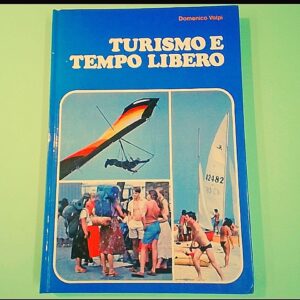 Domenico Volpi
TURISMO E
TEMPO LIBERO
12482